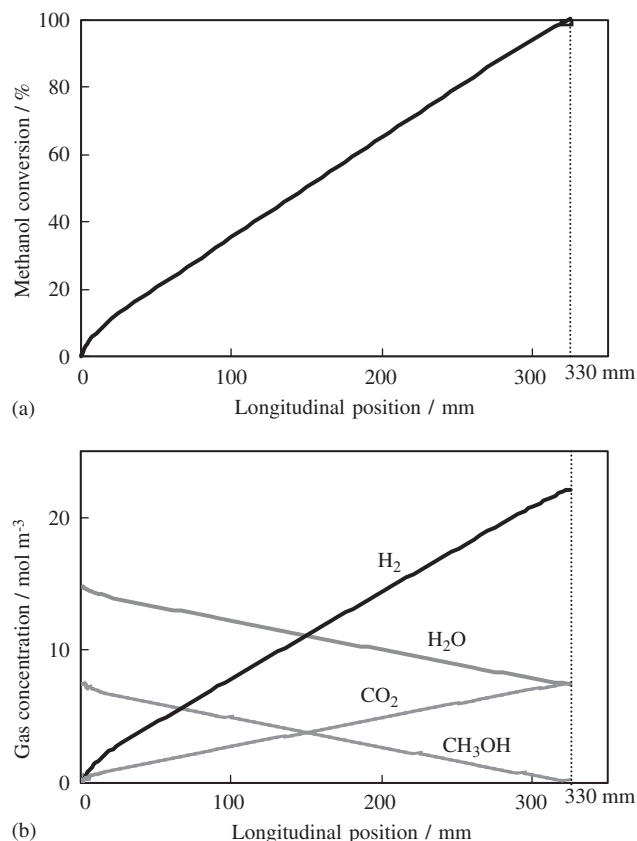 100
80
60
40
20
0
Methanol conversion / %
0 100 200 300 330 mm
(a) Longitudinal position / mm
20
10
0
Gas concentration / mol m-3
H2
H2O
CO2
CH3OH
0 100 200 300 330 mm
(b) Longitudinal position / mm